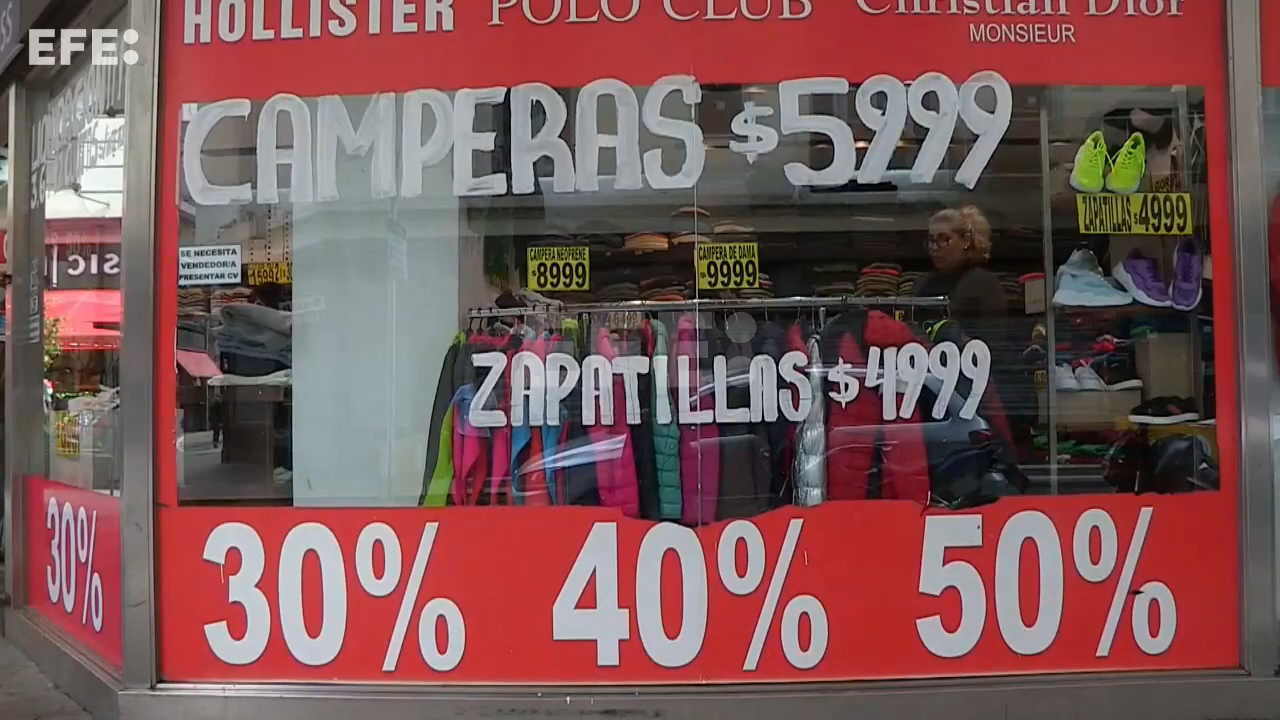 HOLLISTER POLO CLUB Christian Dior
MONSIEUR
EFE:
CAMPERAS $5999
ZAPATILLAS $4999
SE NECESITA
VENDEDOR/A
PRESENTAR CV
CAMPERA NEOPRENE
$8999
CAMPERA DE DAMA
$9999
ZAPATILLAS $4999
30%
30% 40% 50%